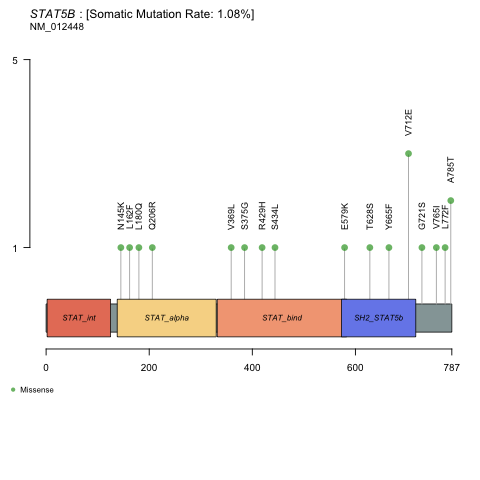 STAT5B : [Somatic Mutation Rate: 1.08%]
NM_012448
5
1
N145K
L162F
L180Q
Q206R
V369L
S375G
R429H
S434L
E579K
T628S
Y665F
V712E
G721S
V765I
L772F
A785T
STAT_int
STAT_alpha
STAT_bind
SH2_STAT5b
0
200
400
600
787
Missense